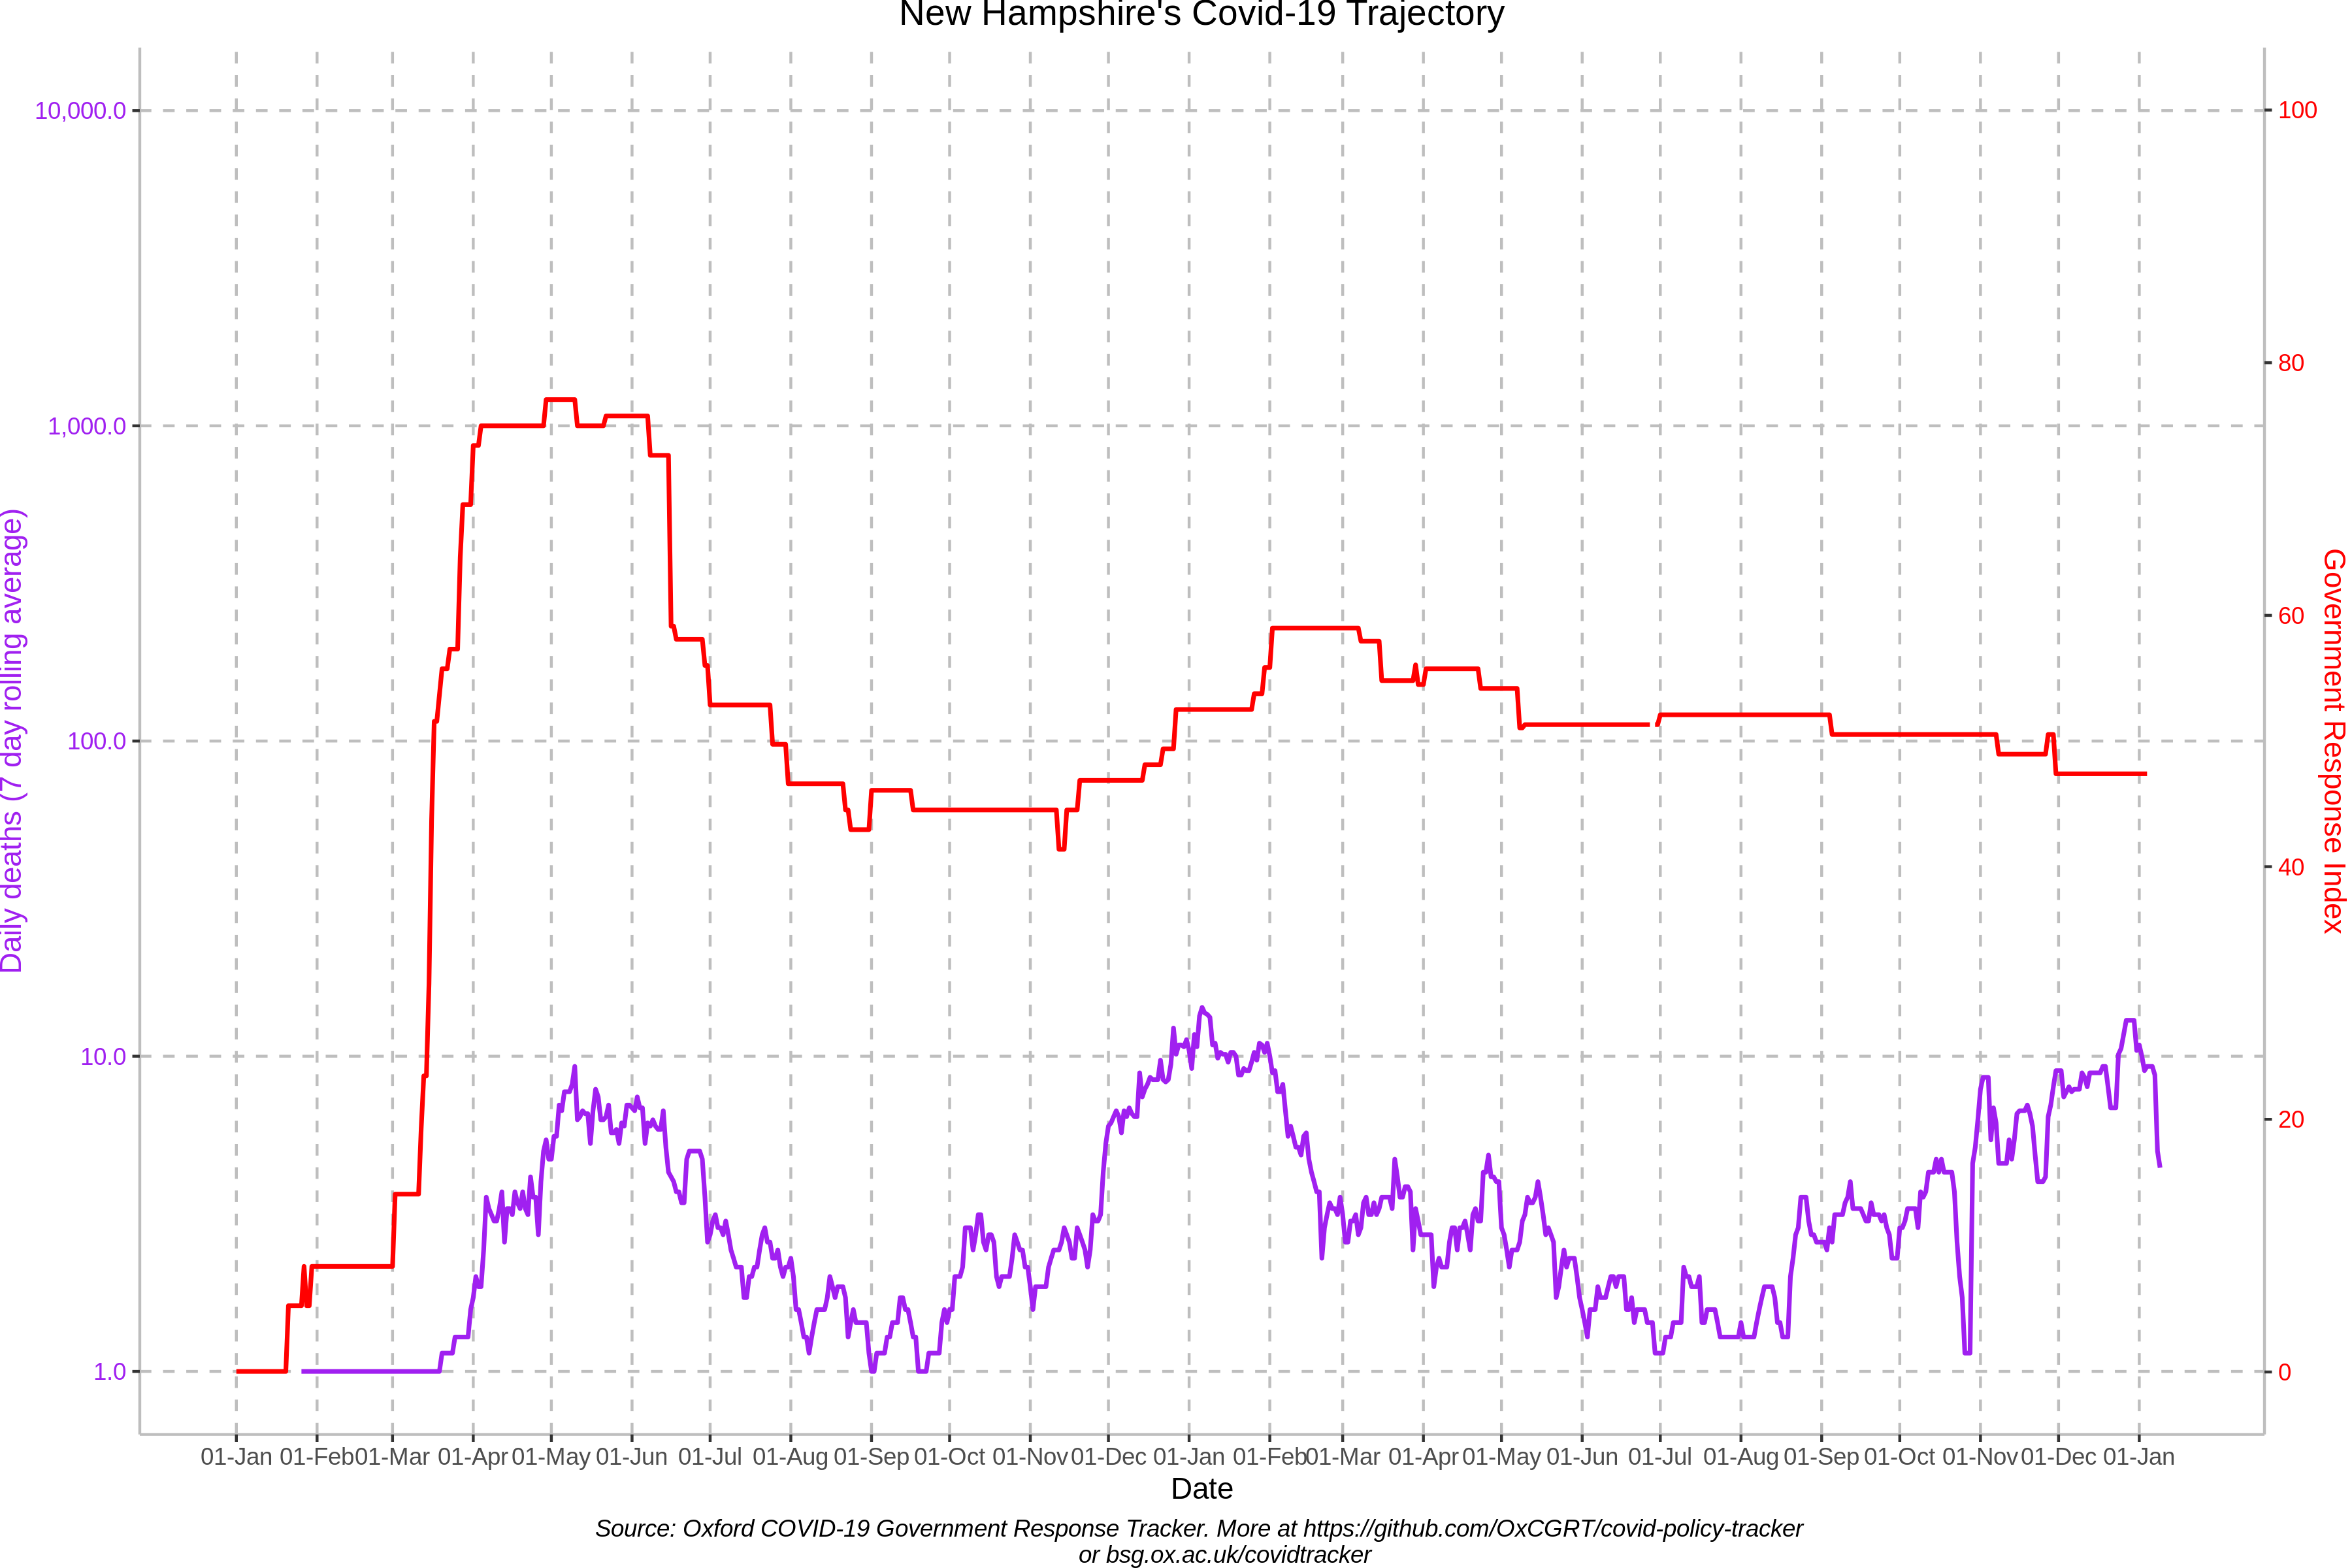 New Hampshire's Covid-19 Trajectory
10,000.0
1,000.0
100.0
10.0
1.0
Daily deaths (7 day rolling average)
100
80
60
40
20
0
Government Response Index
01-Jan 01-Feb 01-Mar 01-Apr 01-May 01-Jun 01-Jul 01-Aug 01-Sep 01-Oct 01-Nov 01-Dec 01-Jan 01-Feb 01-Mar 01-Apr 01-May 01-Jun 01-Jul 01-Aug 01-Sep 01-Oct 01-Nov 01-Dec 01-Jan
Date
Source: Oxford COVID-19 Government Response Tracker. More at https://github.com/OxCGRT/covid-policy-tracker
or bsg.ox.ac.uk/covidtracker